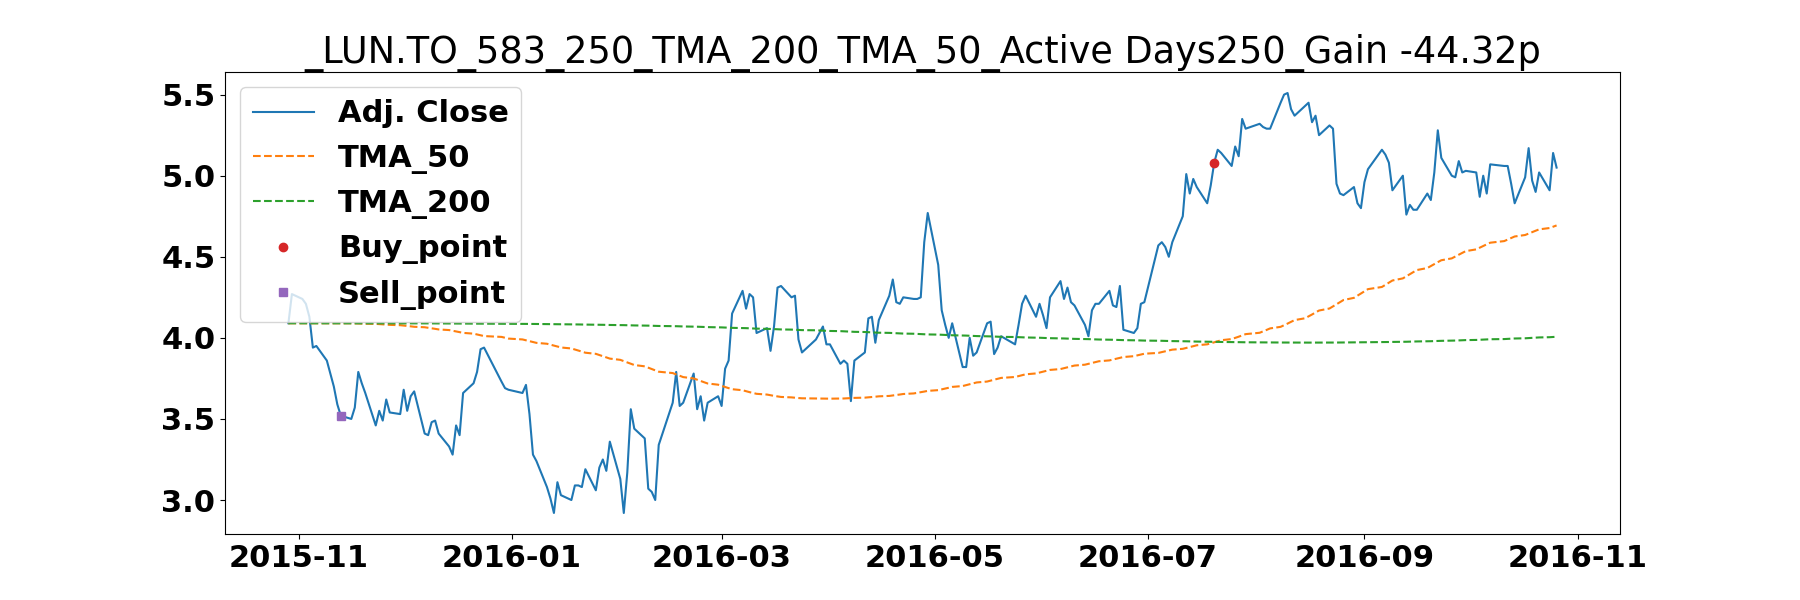 _LUN.TO_583_250_TMA_200_TMA_50_Active Days250_Gain -44.32p
5.5
5.0
4.5
4.0
3.5
3.0
Adj. Close
TMA_50
TMA_200
Buy_point
Sell_point
2015-11 2016-01 2016-03 2016-05 2016-07 2016-09 2016-11